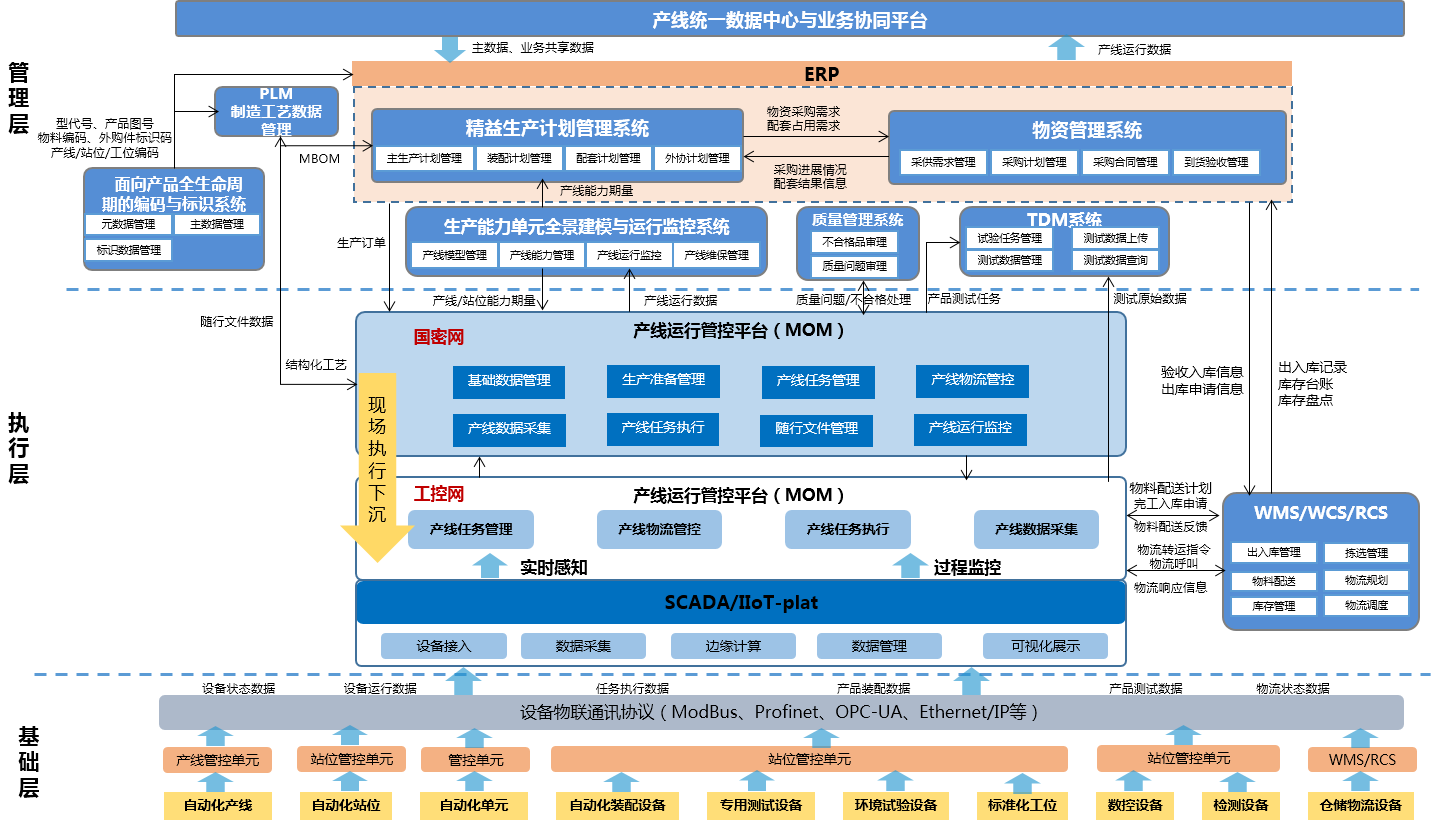 产线统一数据中心与业务协同平台
主数据、业务共享数据
产线运行数据
管理层
ERP
PLM
制造工艺数据
管理
型代号、产品图号
物料编码、外购件标识码
产线/站位/工位编码
MBOM
精益生产计划管理系统
主生产计划管理
装配计划管理
配套计划管理
外协计划管理
物资采购需求
配套占用需求
采购进展情况
配套结果信息
物资管理系统
采供需求管理
采购计划管理
采购合同管理
到货验收管理
面向产品全生命周
期的编码与标识系统
元数据管理
主数据管理
标识数据管理
产线能力期量
生产订单
生产能力单元全景建模与运行监控系统
产线模型管理
产线能力管理
产线运行监控
产线维保管理
质量管理系统
不合格品审理
质量问题审理
TDM系统
试验任务管理
测试数据上传
测试数据管理
测试数据查询
产线/站位能力期量
产线运行数据
质量问题/不合格处理
产品测试任务
测试原始数据
随行文件数据
结构化工艺
执行层
国密网
产线运行管控平台（MOM）
基础数据管理
生产准备管理
产线任务管理
产线物流管控
产线数据采集
产线任务执行
随行文件管理
产线运行监控
现场执行下沉
验收入库信息
出库申请信息
出入库记录
库存台账
库存盘点
工控网
产线运行管控平台（MOM）
产线任务管理
产线物流管控
产线任务执行
产线数据采集
实时感知
过程监控
物料配送计划
完工入库申请
物料配送反馈
物流转运指令
物流呼叫
物流响应信息
WMS/WCS/RCS
出入库管理
拣选管理
物料配送
物流规划
库存管理
物流调度
SCADA/IIoT-plat
设备接入
数据采集
边缘计算
数据管理
可视化展示
基础层
设备状态数据
设备运行数据
任务执行数据
产品装配数据
产品测试数据
物流状态数据
设备物联通讯协议（ModBus、Profinet、OPC-UA、Ethernet/IP等）
产线管控单元
站位管控单元
管控单元
站位管控单元
站位管控单元
WMS/RCS
自动化产线
自动化站位
自动化单元
自动化装配设备
专用测试设备
环境试验设备
标准化工位
数控设备
检测设备
仓储物流设备